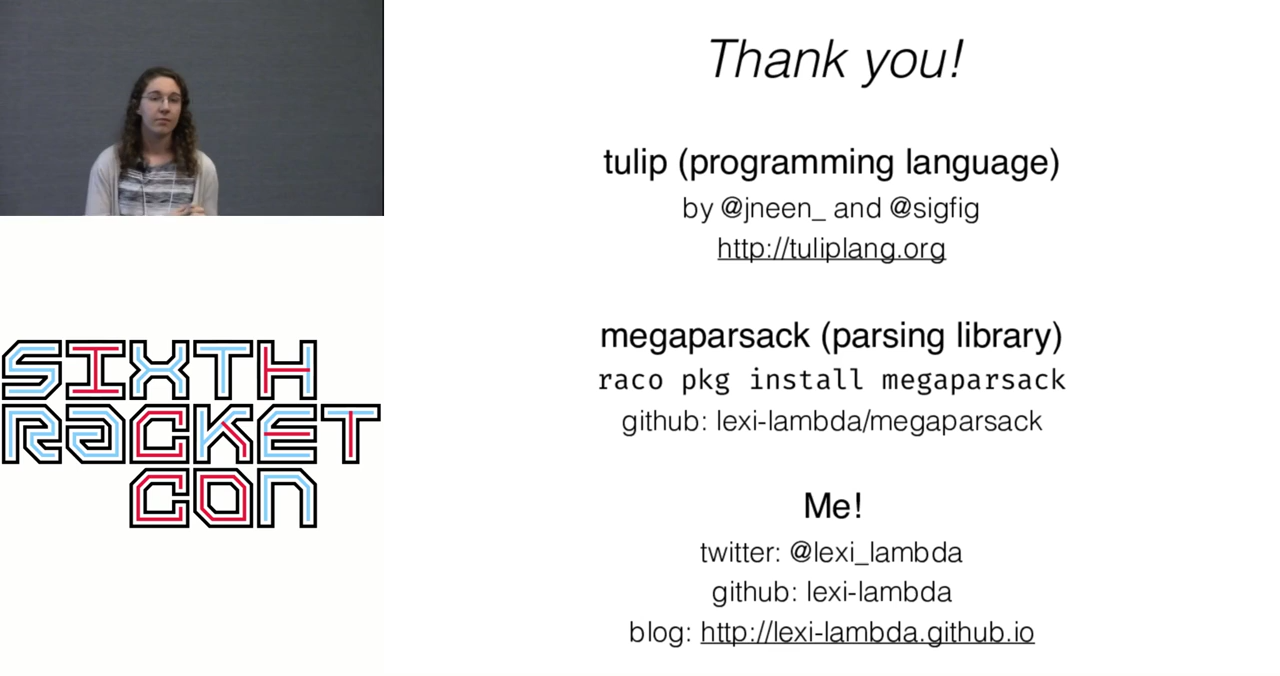 Thank you!
tulip (programming language)
by @jneen_ and @sigfig
http://tuliplang.org
megaparsack (parsing library)
raco pkg install megaparsack
github: lexi-lambda/megaparsack
Me!
twitter: @lexi_lambda
github: lexi-lambda
blog: http://lexi-lambda.github.io
SIXTH
RaCKET
CON